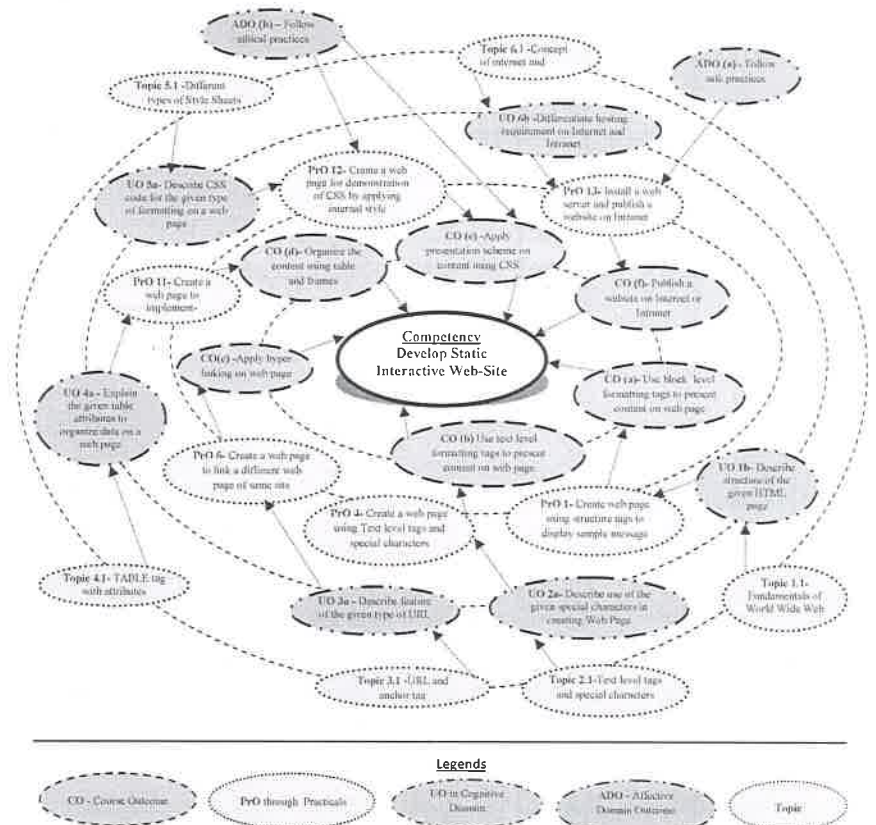 ADO (b) – Follow
ethical practices
Topic 6.1 -Concept
of internet and
ADO (a) – Follow
safe practices
Topic 5.1 -Different
types of Style Sheets
UO 6b -Differentiate hosting
requirement on Internet and
Intranet
PrO 12- Create a web
page for demonstration
of CSS by applying
external style
UO 5a- Describe CSS
code for the given type
of formatting on a web
page
PrO 13- Install a web
server and publish a
website on Intranet
CO (d)- Organize the
content using table
and frames
CO (e) -Apply
presentation scheme on
content using CSS
PrO 11- Create a
web page to
implement-
CO (f)- Publish a
website on Internet or
Intranet
Competency
Develop Static
Interactive Web-Site
CO(c) -Apply hyper
linking on web page
CO (a)- Use block level
formatting tags to present
content on web page
UO 4a - Explain
the given table
attributes to
organize data on a
web page
CO (b) Use text level
formatting tags to present
content on web page
PrO 6- Create a web page
to link a different web
page of same site
UO 1b- Describe
structure of the
given HTML
page
PrO 4- Create a web page
using Text level tags and
special characters
PrO 1- Create web page
using structure tags to
display sample message
Topic 4.1- TABLE tag
with attributes
Topic 1.1-
Fundamentals of
World Wide Web
UO 3a - Describe feature
of the given type of URL
UO 2a- Describe use of the
given special characters in
creating Web Page
Topic 3.1 -URL and
anchor tag
Topic 2.1-Text level tags
and special characters
Legends
CO - Course Outcome
PrO through Practicals
UO in Cognitive
Domain
ADO - Affective
Domain Outcome
Topic